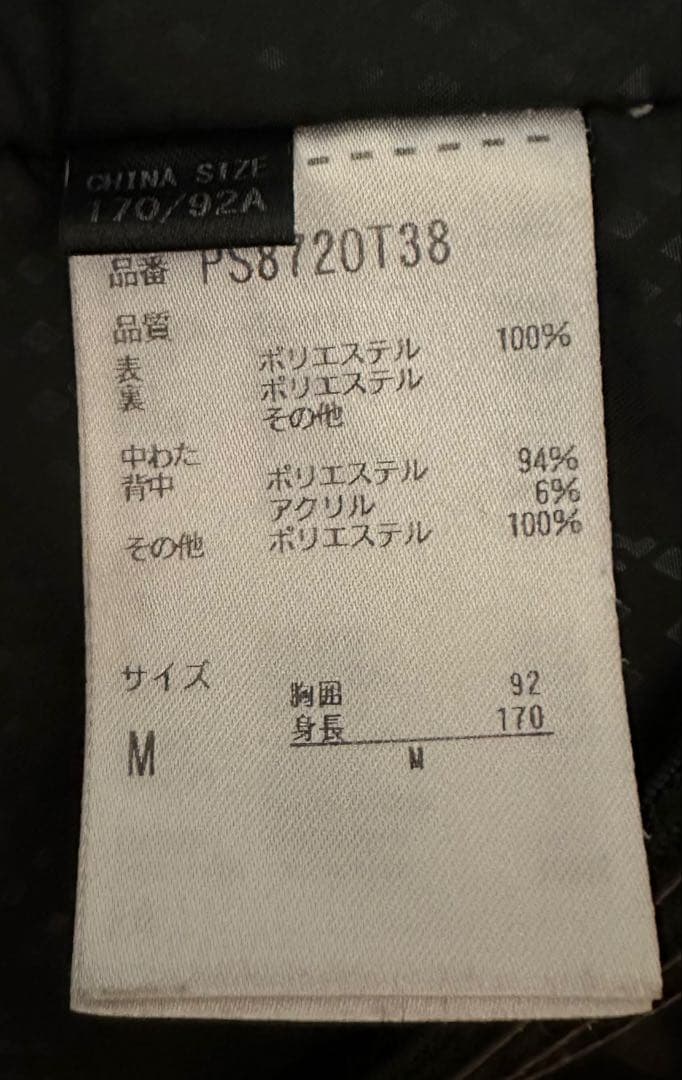 CHINA SIZE
170/92A
品番 PS8720T38
品質
表 ポリエステル 100%
裏 ポリエステル
その他
中わた
背中 ポリエステル 94%
アクリル 6%
その他 ポリエステル 100%
サイズ
胸囲 92
身長 170
M
M